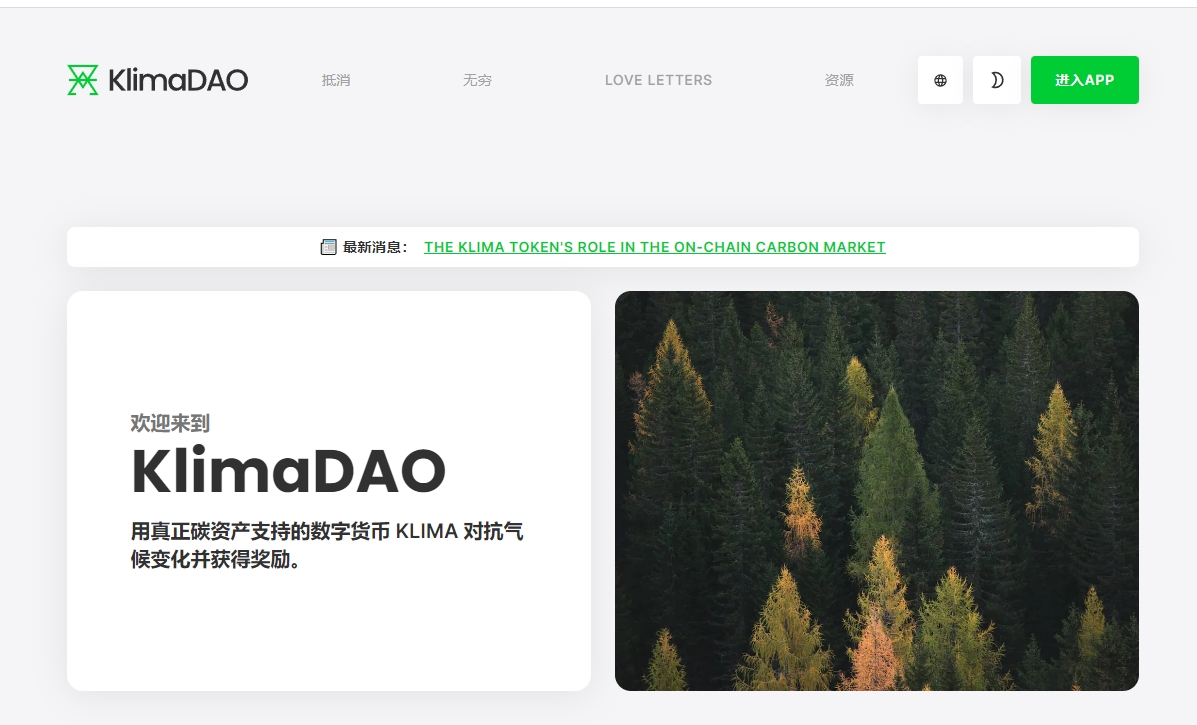 KlimaDAO
抵消
无穷
LOVE LETTERS
资源
进入APP
最新消息： THE KLIMA TOKEN'S ROLE IN THE ON-CHAIN CARBON MARKET
欢迎来到
KlimaDAO
用真正碳资产支持的数字货币 KLIMA 对抗气
候变化并获得奖励。